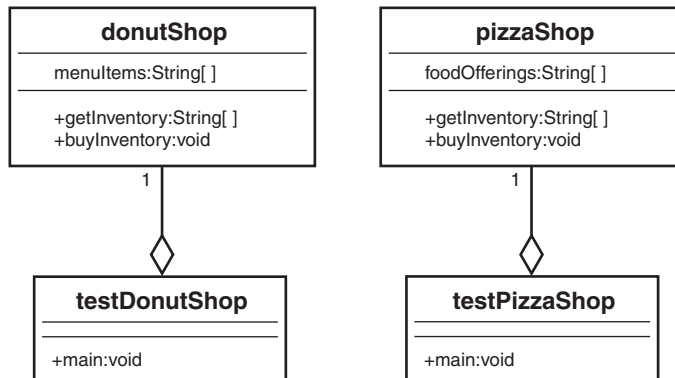 donutShop
menuItems:String[ ]
+getInventory:String[ ]
+buyInventory:void
1
testDonutShop
+main:void
pizzaShop
foodOfferings:String[ ]
+getInventory:String[ ]
+buyInventory:void
1
testPizzaShop
+main:void